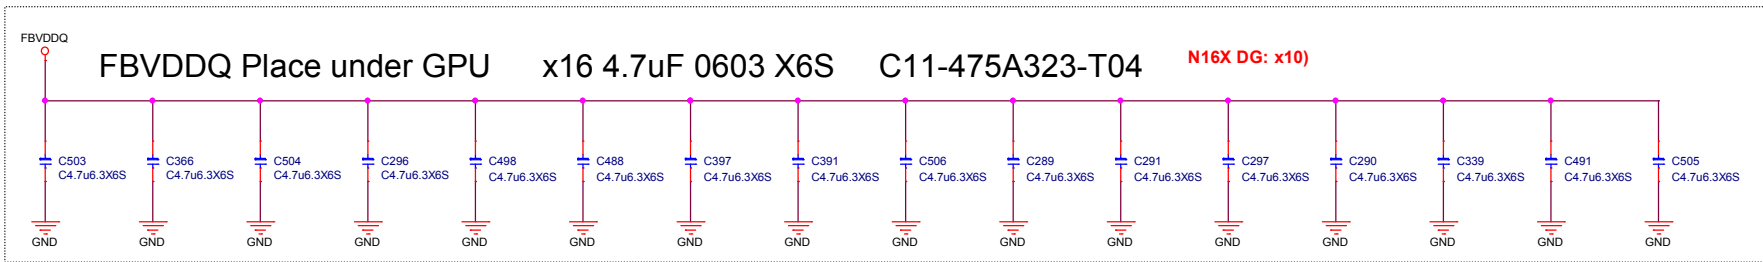 FBVDDQ
FBVDDQ Place under GPU x16 4.7uF 0603 X6S C11-475A323-T04 N16X DG: x10)
C503 C366 C504 C296 C498 C488 C397 C391 C506 C289 C291 C297 C290 C339 C491 C505
C4.7u6.3X6S C4.7u6.3X6S C4.7u6.3X6S C4.7u6.3X6S C4.7u6.3X6S C4.7u6.3X6S C4.7u6.3X6S C4.7u6.3X6S C4.7u6.3X6S C4.7u6.3X6S C4.7u6.3X6S C4.7u6.3X6S C4.7u6.3X6S C4.7u6.3X6S C4.7u6.3X6S C4.7u6.3X6S
GND GND GND GND GND GND GND GND GND GND GND GND GND GND GND GND